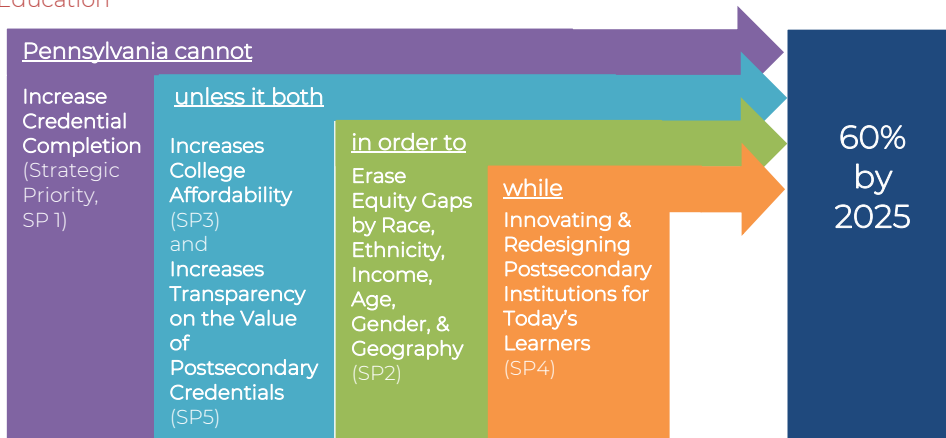 Education
Pennsylvania cannot
Increase
Credential
Completion
(Strategic
Priority,
SP 1)
unless it both
Increases
College
Affordability
(SP3)
and
Increases
Transparency
on the Value
of
Postsecondary
Credentials
(SP5)
in order to
Erase
Equity Gaps
by Race,
Ethnicity,
Income,
Age,
Gender, &
Geography
(SP2)
while
Innovating &
Redesigning
Postsecondary
Institutions for
Today's
Learners
(SP4)
60%
by
2025